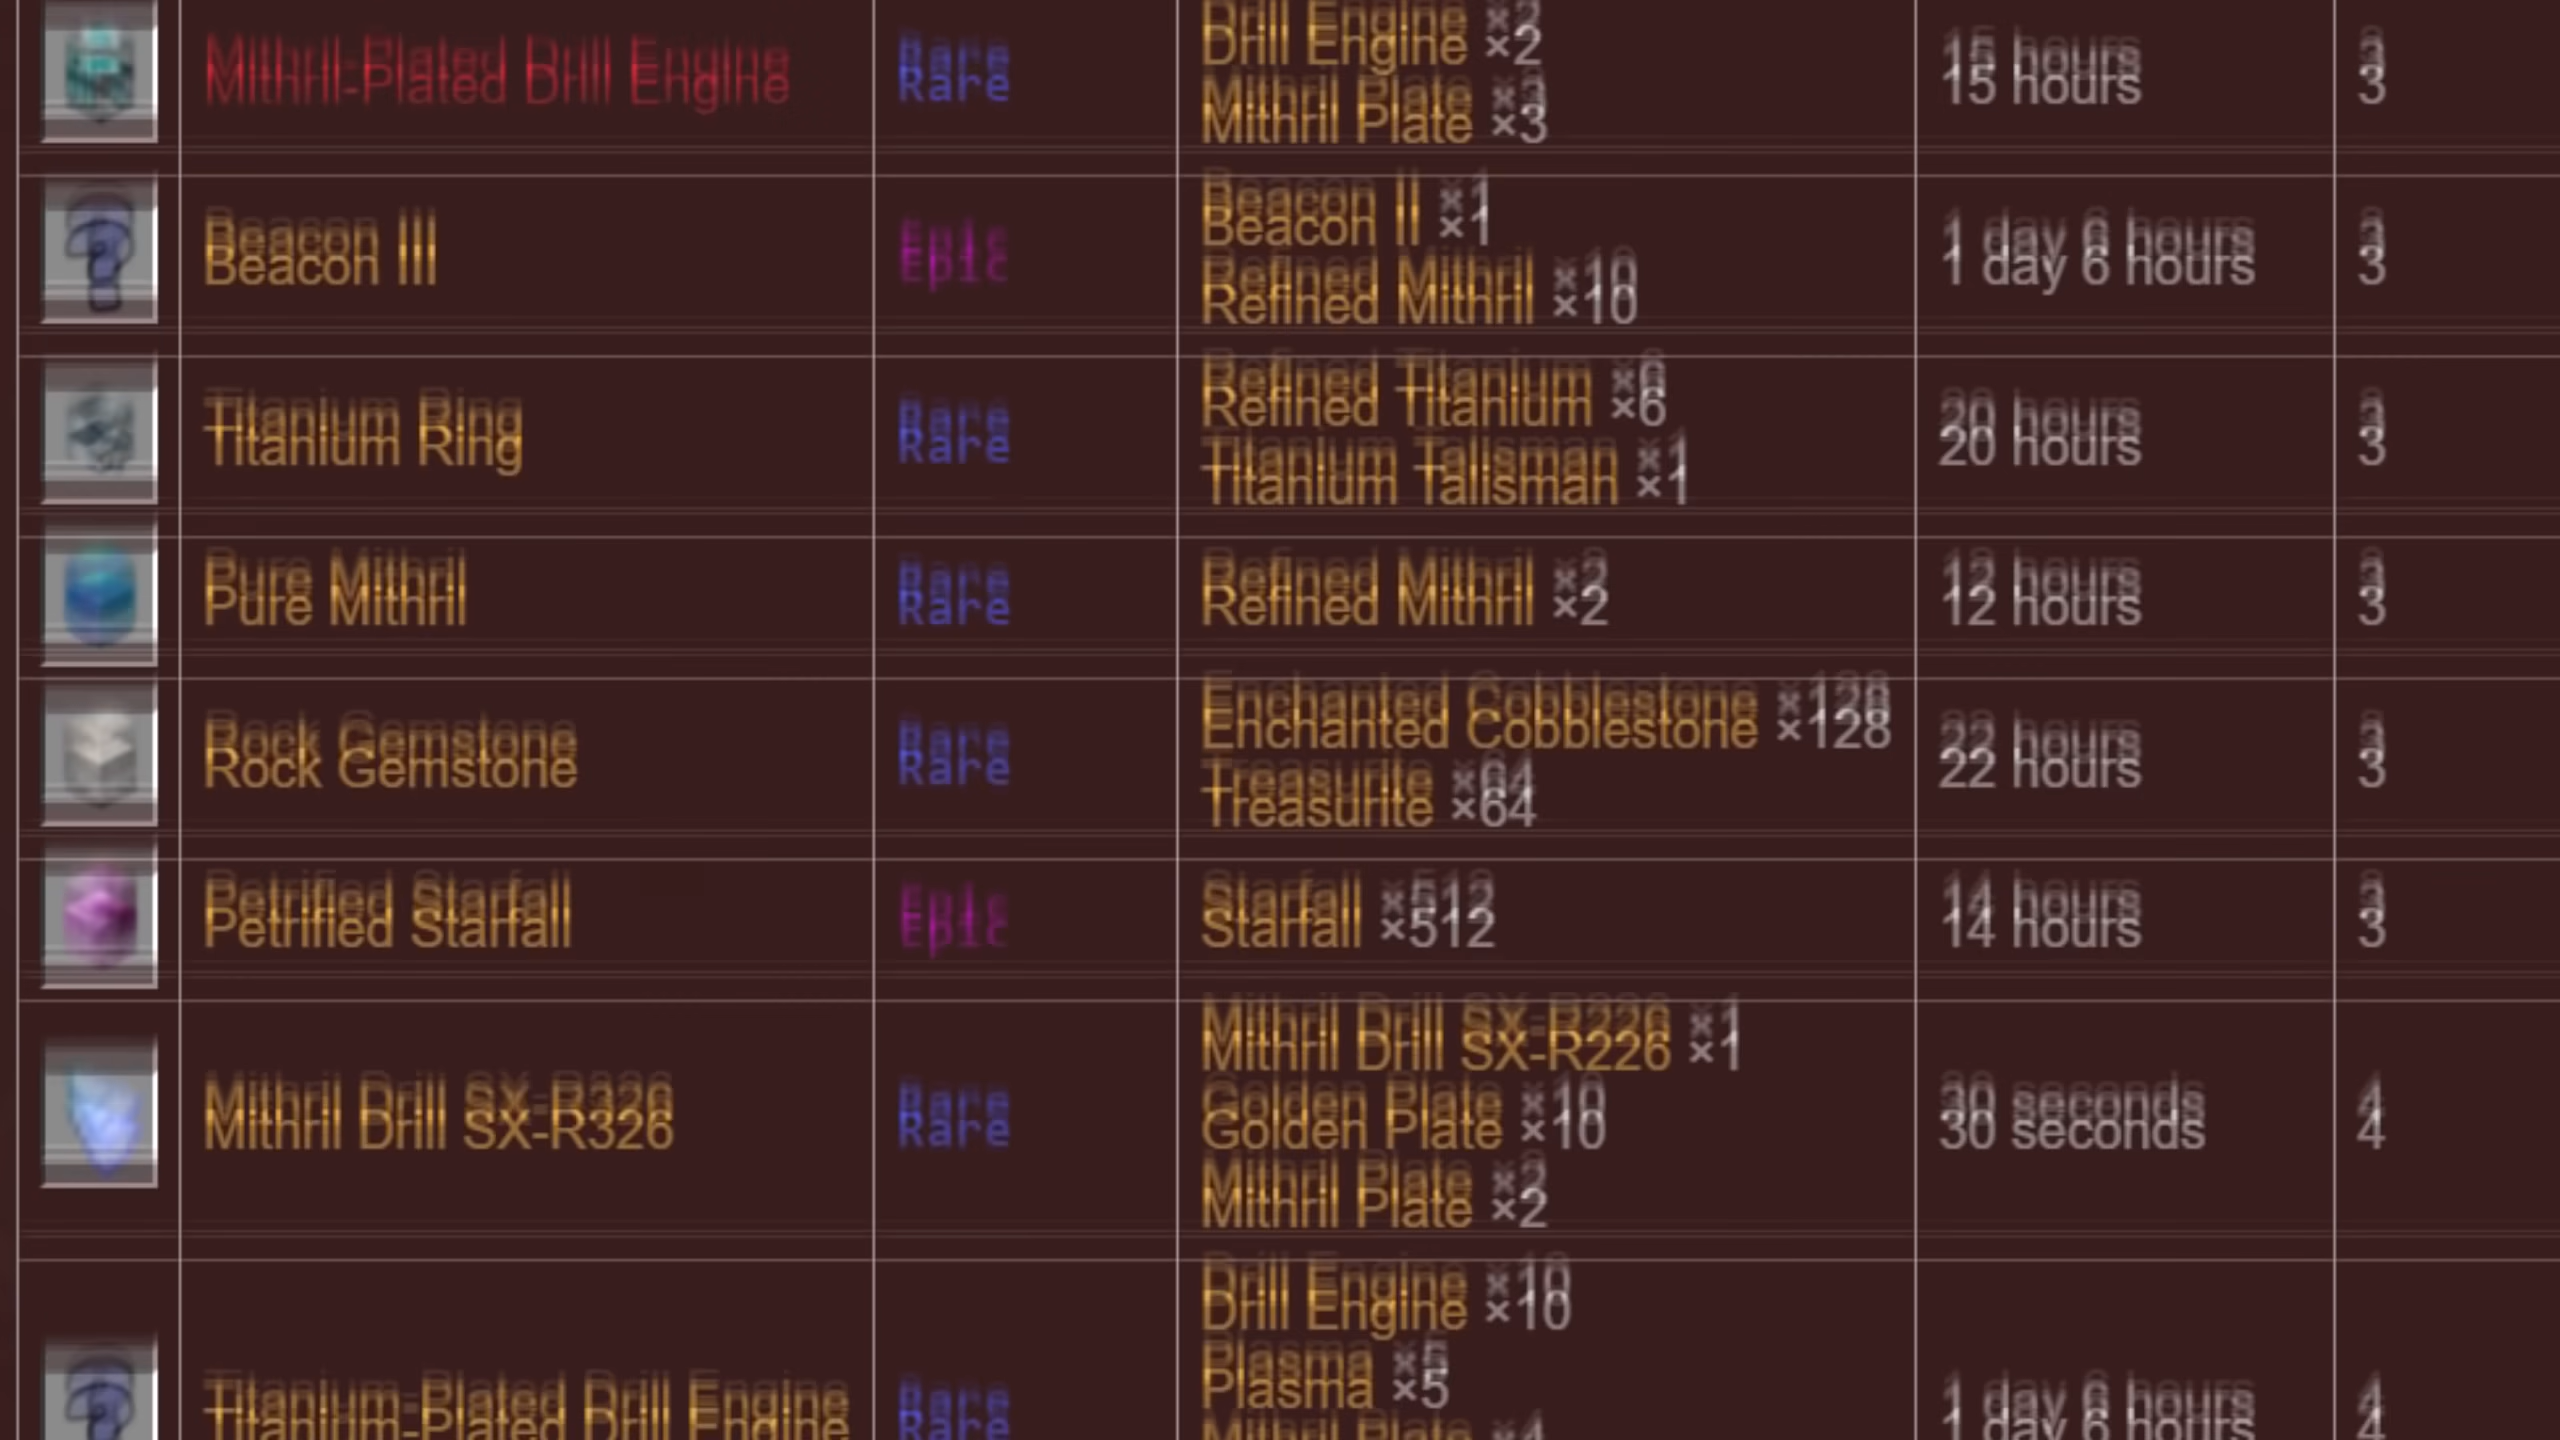 Mithril-Plated Drill Engine Rare Drill Engine ×2 15 hours 3
Mithril Plate ×3
Beacon III Epic Beacon II ×1 1 day 6 hours 3
Refined Mithril ×10
Titanium Ring Rare Refined Titanium ×6 20 hours 3
Titanium Talisman ×1
Pure Mithril Rare Refined Mithril ×2 12 hours 3
Rock Gemstone Rare Enchanted Cobblestone ×128 22 hours 3
Treasurite ×64
Petrified Starfall Epic Starfall ×512 14 hours 3
Mithril Drill SX-R326 Rare Mithril Drill SX-R226 ×1 30 seconds 4
Golden Plate ×10
Mithril Plate ×2
Titanium-Plated Drill Engine Rare Drill Engine ×10 1 day 6 hours 4
Plasma ×5
Mithril Plate ×4